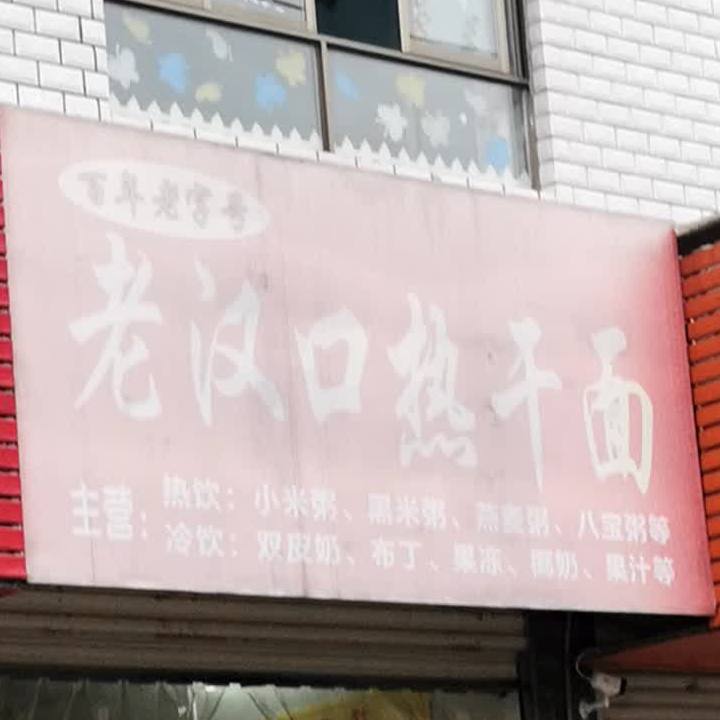 百年老字号
老汉口热干面
主营：
热饮：小米粥、黑米粥、燕麦粥、八宝粥等
冷饮：双皮奶、布丁、果冻、椰奶、果汁等